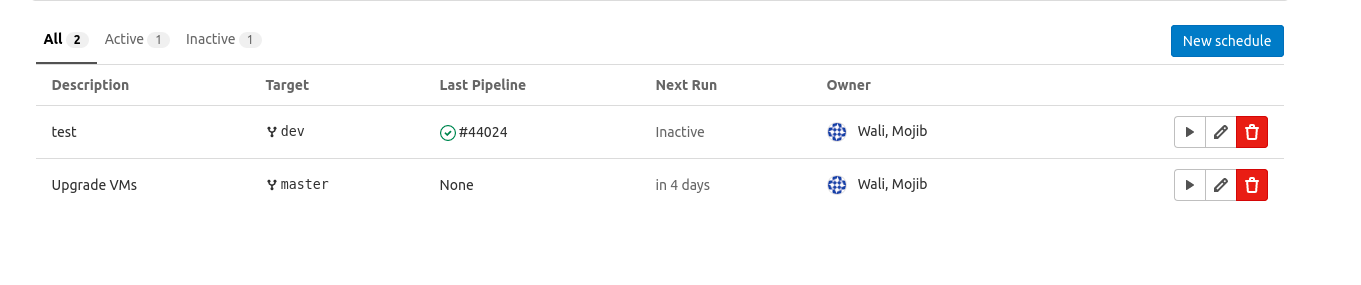 All 2 Active 1 Inactive 1 New schedule
Description Target Last Pipeline Next Run Owner
test dev #44024 Inactive Wali, Mojib
Upgrade VMs master None in 4 days Wali, Mojib